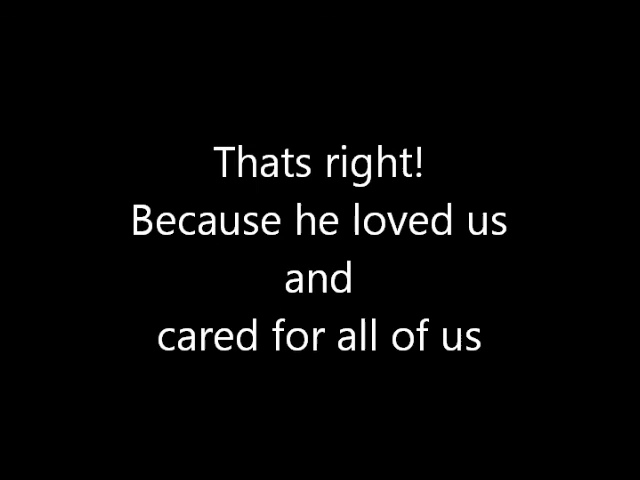 Thats right!
Because he loved us
and
cared for all of us